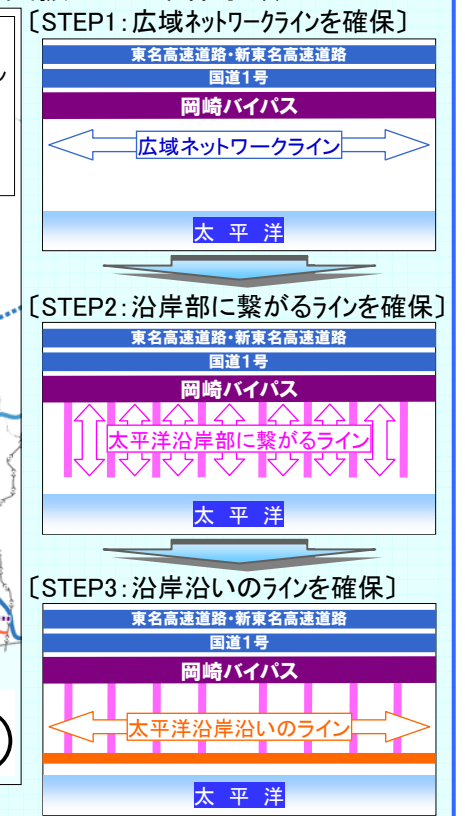 〔STEP1:広域ネットワークラインを確保〕
東名高速道路・新東名高速道路
国道1号
岡崎バイパス
広域ネットワークライン
太 平 洋
〔STEP2:沿岸部に繋がるラインを確保〕
東名高速道路・新東名高速道路
国道1号
岡崎バイパス
太平洋沿岸部に繋がるライン
太 平 洋
〔STEP3:沿岸沿いのラインを確保〕
東名高速道路・新東名高速道路
国道1号
岡崎バイパス
太平洋沿岸沿いのライン
太 平 洋